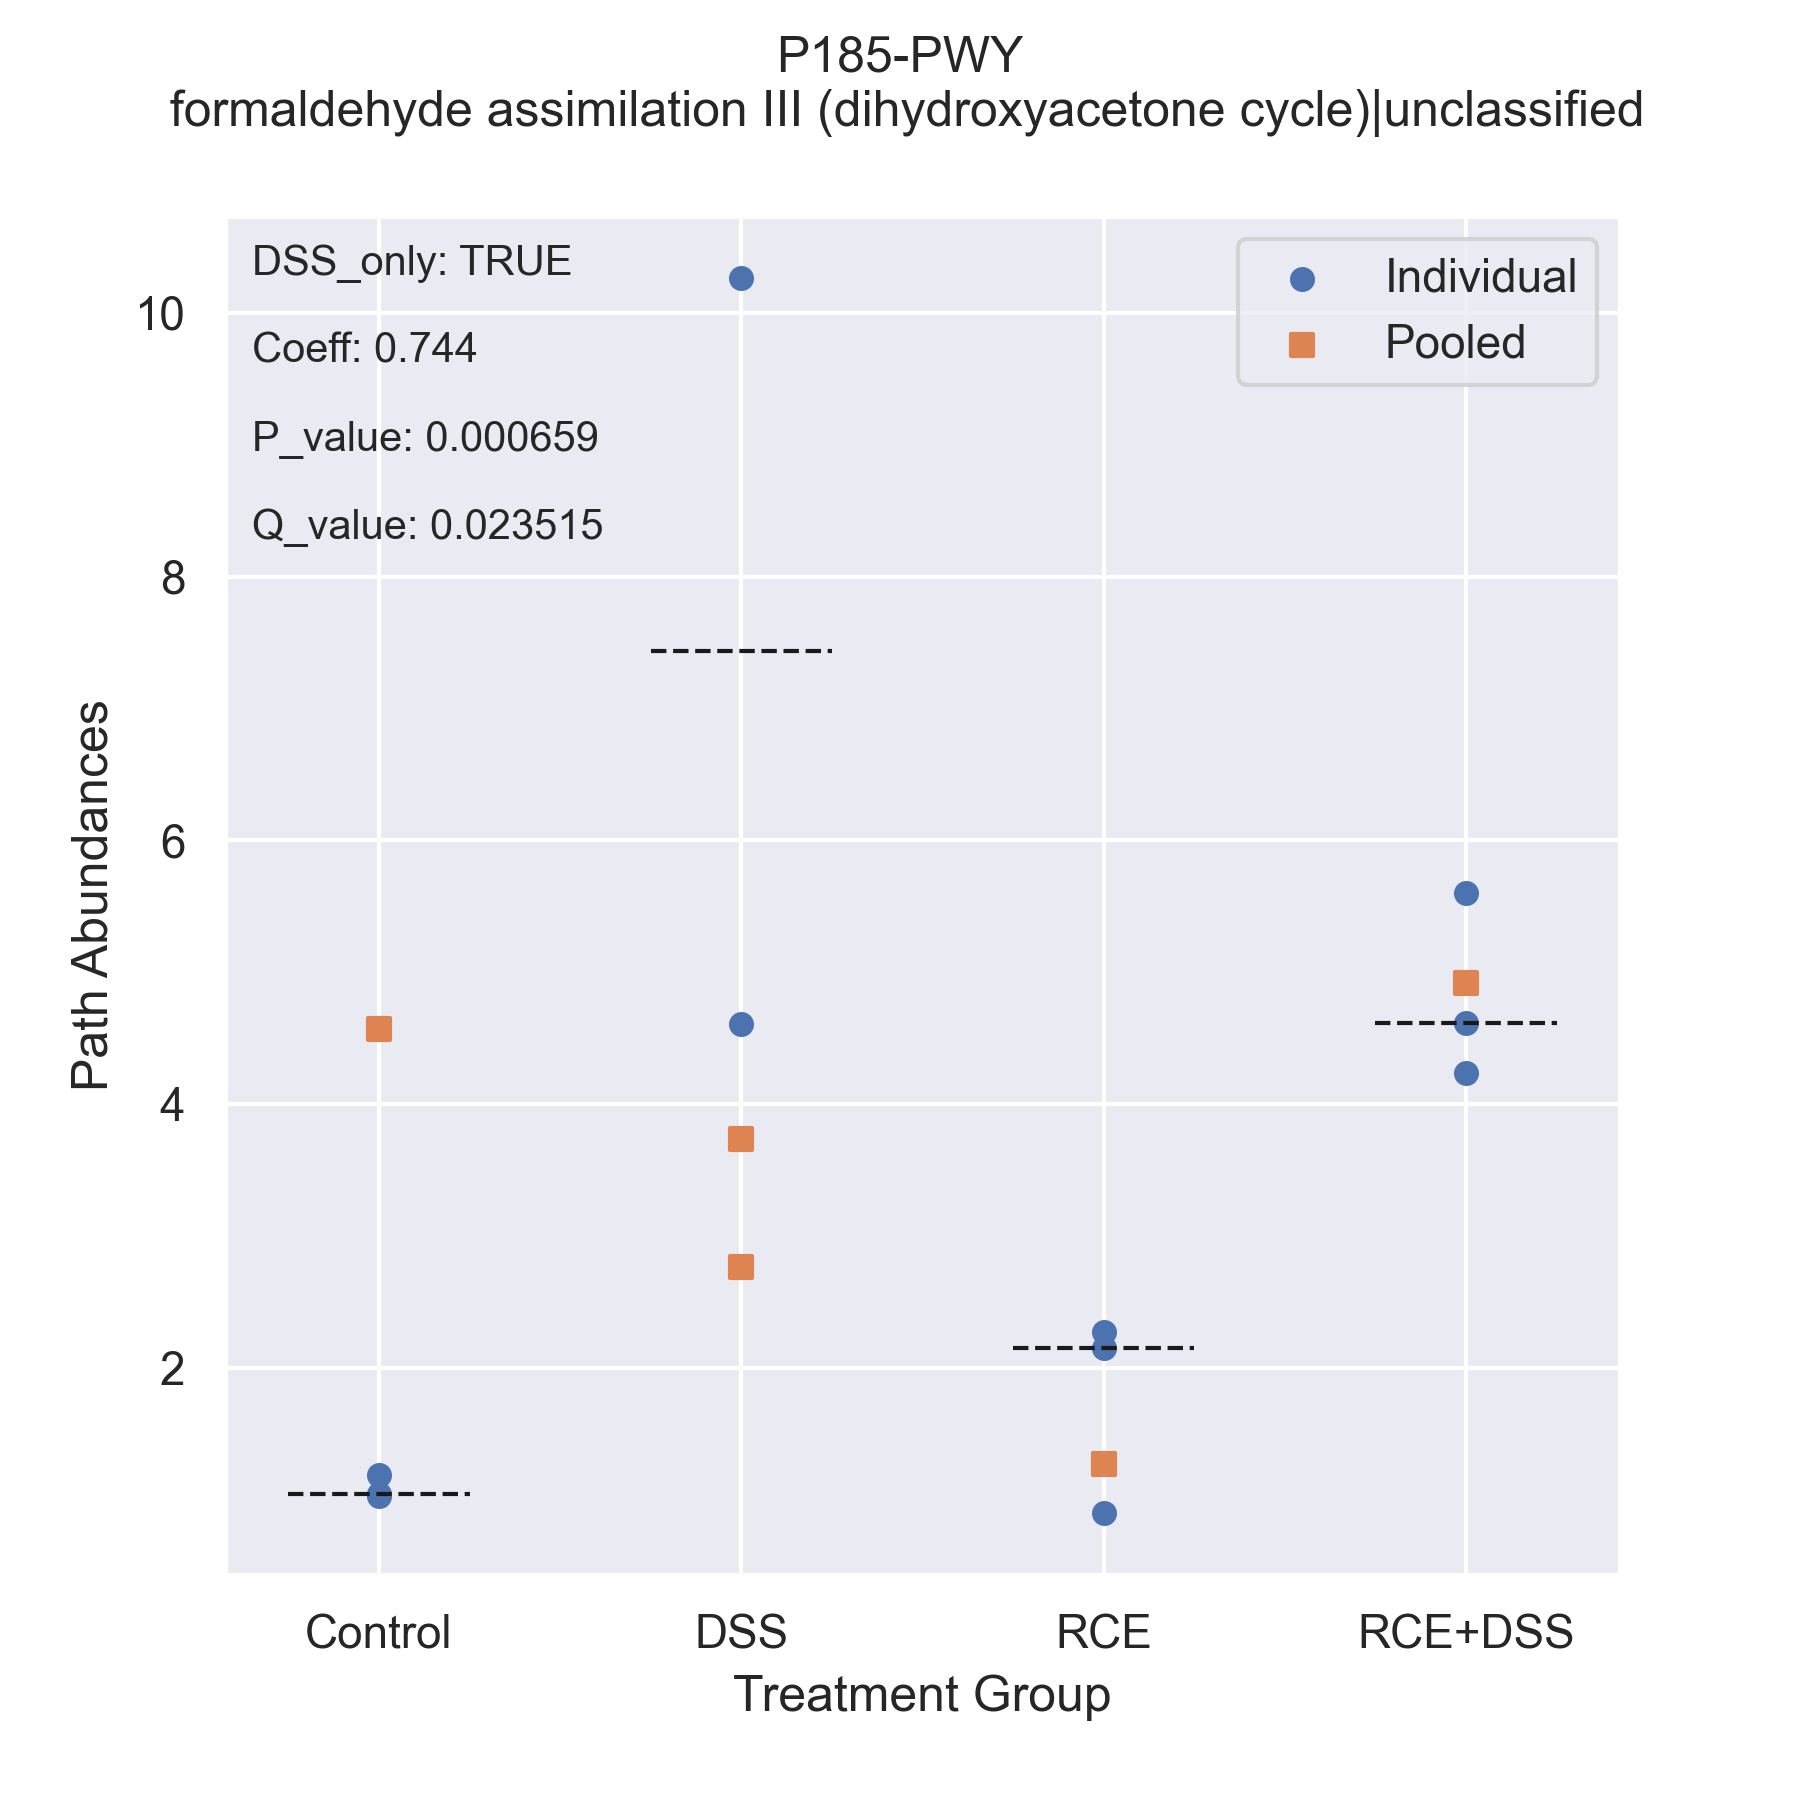 P185-PWY
formaldehyde assimilation III (dihydroxyacetone cycle)|unclassified
DSS_only: TRUE
Coeff: 0.744
P_value: 0.000659
Q_value: 0.023515
Individual
Pooled
10
8
6
4
2
Path Abundances
Control
DSS
RCE
RCE+DSS
Treatment Group